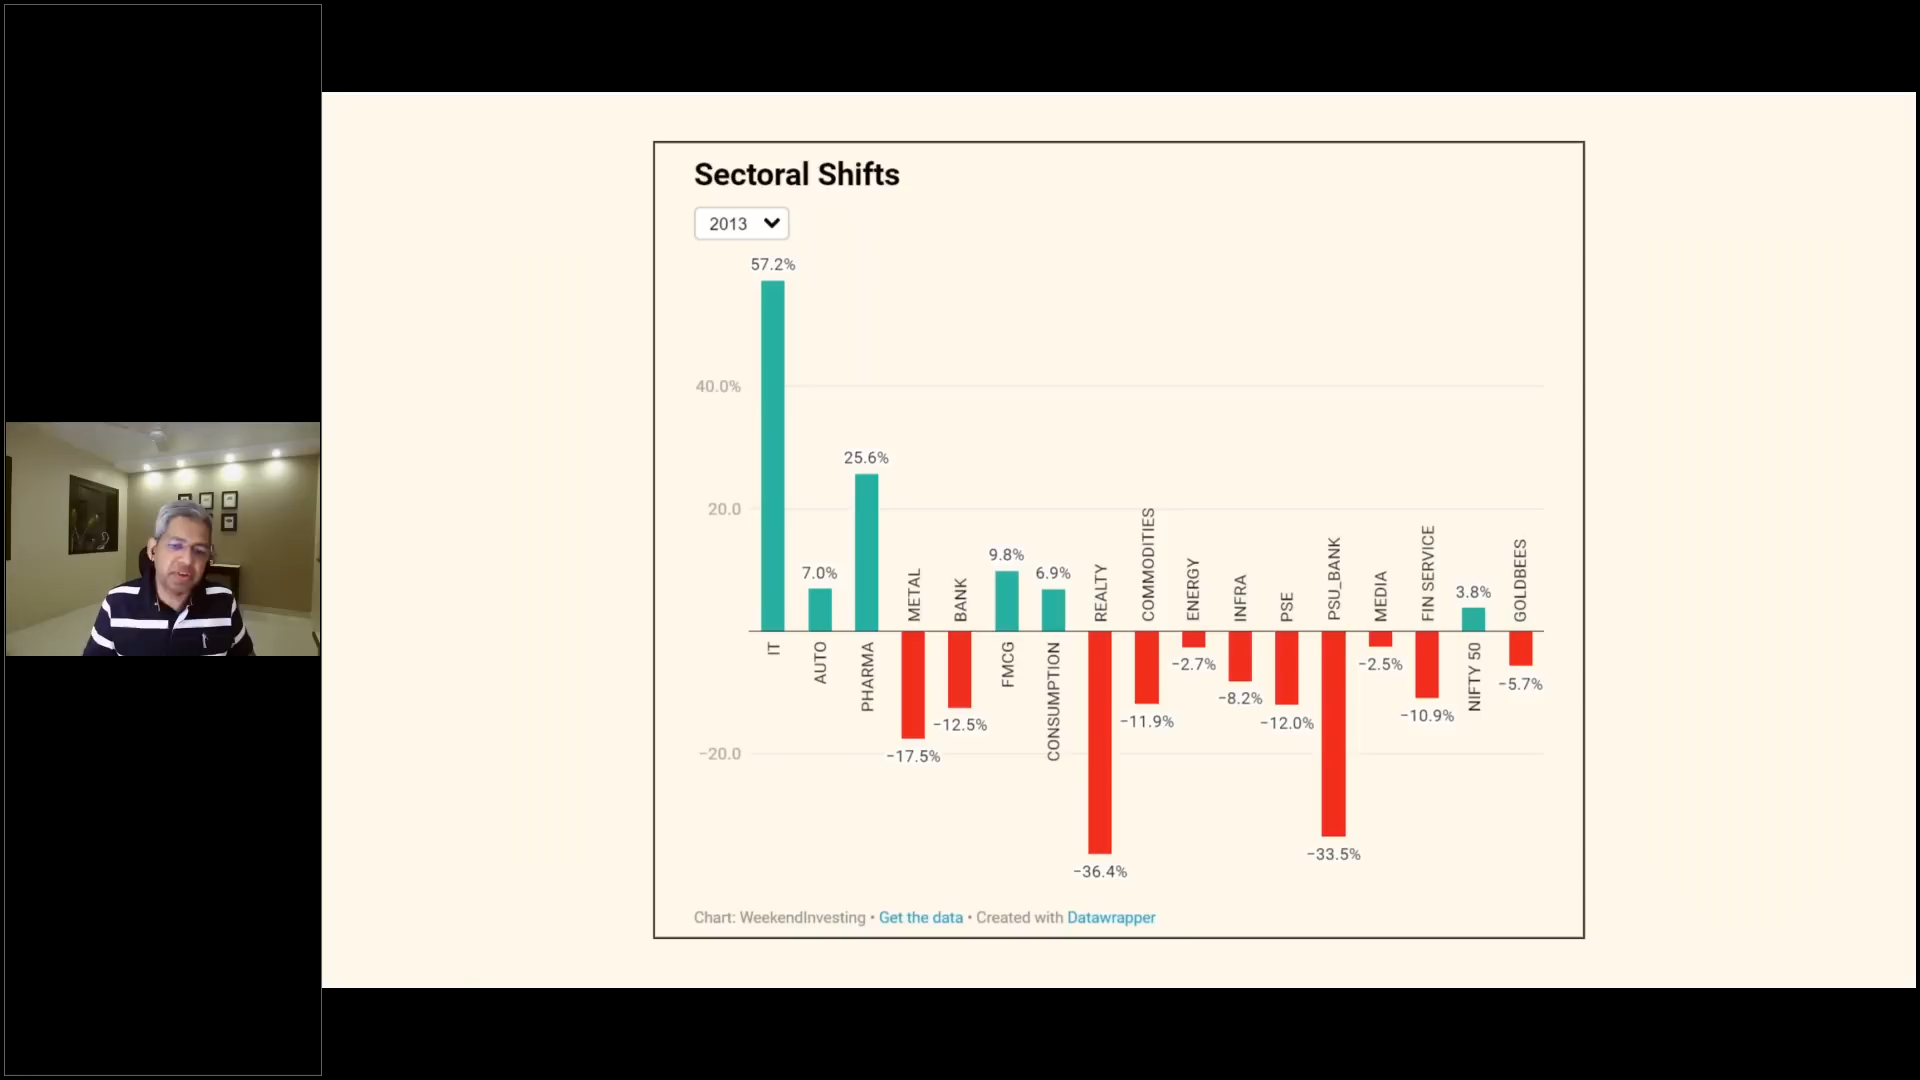 Sectoral Shifts
2013
57.2%
40.0%
25.6%
20.0
9.8%
7.0%
6.9%
3.8%
METAL
BANK
REALTY
COMMODITIES
ENERGY
INFRA
PSE
PSU_BANK
MEDIA
FIN SERVICE
GOLDBEES
IT
AUTO
PHARMA
FMCG
CONSUMPTION
NIFTY 50
−2.7%
−2.5%
−5.7%
−8.2%
−10.9%
−11.9%
−12.0%
−12.5%
−20.0
−17.5%
−33.5%
−36.4%
Chart: WeekendInvesting • Get the data • Created with Datawrapper